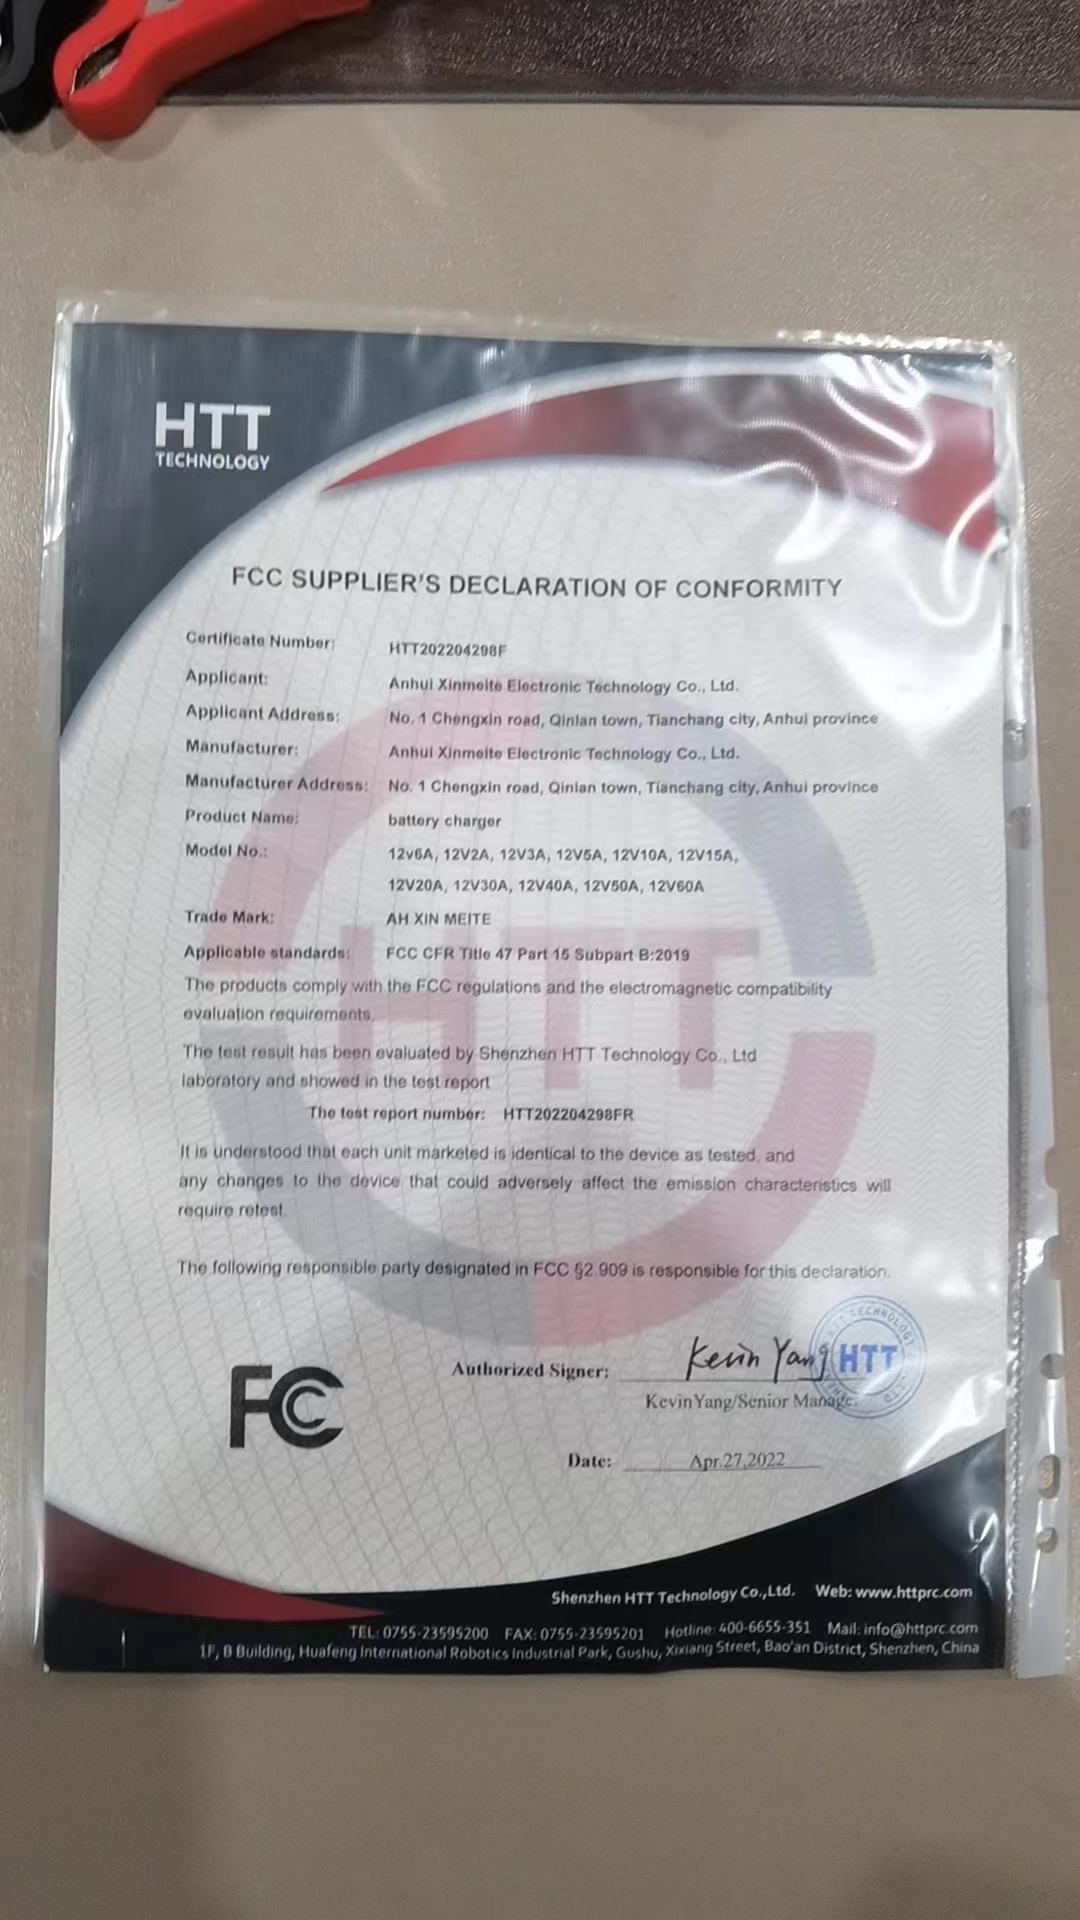 HTT
TECHNOLOGY
FCC SUPPLIER'S DECLARATION OF CONFORMITY
Certificate Number: HTT202204298F
Applicant: Anhui Xinmeite Electronic Technology Co., Ltd.
Applicant Address: No. 1 Chengxin road, Qinlan town, Tianchang city, Anhui province
Manufacturer: Anhui Xinmeite Electronic Technology Co., Ltd.
Manufacturer Address: No. 1 Chengxin road, Qinlan town, Tianchang city, Anhui province
Product Name: battery charger
Model No.: 12v6A, 12V2A, 12V3A, 12V5A, 12V10A, 12V15A,
12V20A, 12V30A, 12V40A, 12V50A, 12V60A
Trade Mark: AH XIN MEITE
Applicable standards: FCC CFR Title 47 Part 15 Subpart B:2019
The products comply with the FCC regulations and the electromagnetic compatibility
evaluation requirements.
The test result has been evaluated by Shenzhen HTT Technology Co., Ltd
laboratory and showed in the test report
The test report number: HTT202204298FR
It is understood that each unit marketed is identical to the device as tested, and
any changes to the device that could adversely affect the emission characteristics will
require retest.
The following responsible party designated in FCC §2.909 is responsible for this declaration.
HTT
FC
Authorized Signer: Kevin Yang
HTT
KevinYang/Senior Manager
Date: Apr.27,2022
Shenzhen HTT Technology Co.,Ltd. Web: www.httprc.com
TEL: 0755-23595200 FAX: 0755-23595201 Hotline: 400-6655-351 Mail: info@httprc.com
1F, B Building, Huafeng International Robotics Industrial Park, Gushu, Xixiang Street, Bao'an District, Shenzhen, China